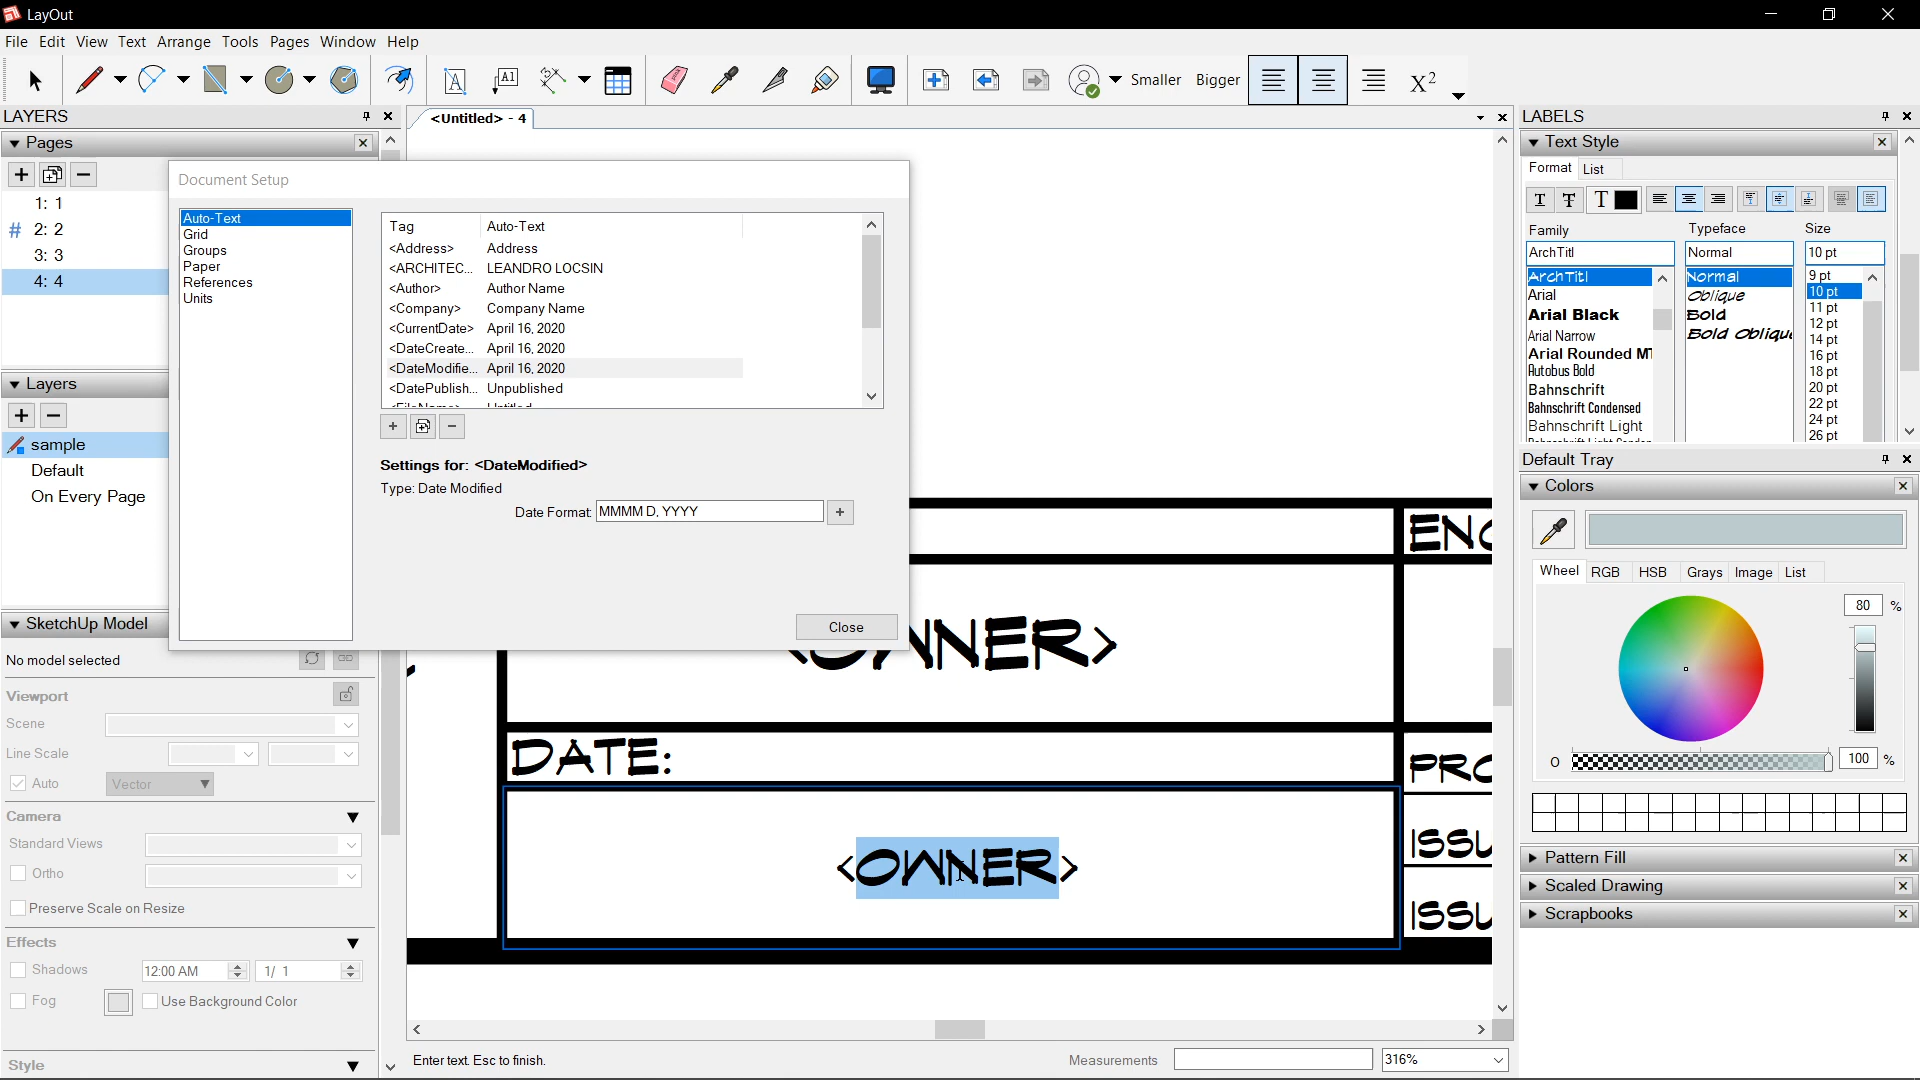 LayOut
File Edit View Text Arrange Tools Pages Window Help
Smaller Bigger X²
LAYERS
Pages
1: 1
# 2: 2
3: 3
4: 4
Layers
sample
Default
On Every Page
SketchUp Model
No model selected
Viewport
Scene
Line Scale
Auto Vector
Camera
Standard Views
Ortho
Preserve Scale on Resize
Effects
Shadows 12:00 AM 1/ 1
Fog Use Background Color
Style
<Untitled> - 4
Document Setup
Auto-Text
Grid
Groups
Paper
References
Units
Tag Auto-Text
<Address> Address
<ARCHITEC... LEANDRO LOCSIN
<Author> Author Name
<Company> Company Name
<CurrentDate> April 16, 2020
<DateCreate... April 16, 2020
<DateModifie... April 16, 2020
<DatePublish... Unpublished
Settings for: <DateModified>
Type: Date Modified
Date Format: MMMM D, YYYY
Close
<OWNER>
DATE:
<OWNER>
ENG
PRO
ISSU
ISSU
Enter text. Esc to finish.
Measurements 316%
LABELS
Text Style
Format List
Family Typeface Size
ArchTitl Normal 10 pt
ArchTitl Normal 9 pt
Arial Oblique 10 pt
Arial Black Bold 11 pt
Arial Narrow Bold Oblique 12 pt
Arial Rounded MT 14 pt
Autobus Bold 16 pt
Bahnschrift 18 pt
Bahnschrift Condensed 20 pt
Bahnschrift Light 22 pt
24 pt
26 pt
Default Tray
Colors
Wheel RGB HSB Grays Image List
80 %
0 100 %
Pattern Fill
Scaled Drawing
Scrapbooks